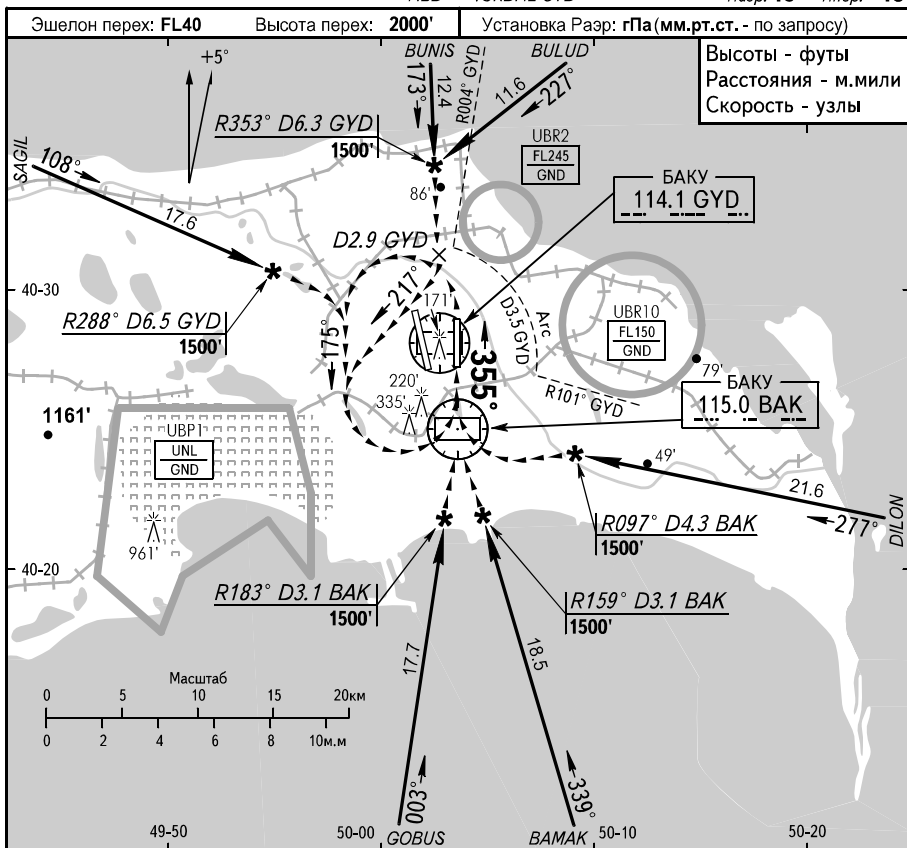 Эшелон перех: FL40 Высота перех: 2000' Установка Раэр: гПа (мм.рт.ст. - по запросу)
Высоты - футы
Расстояния - м.мили
Скорость - узлы
BUNIS
BULUD
+5°
173°
12.4
R004° GYD
11.6
227°
R353° D6.3 GYD
1500'
UBR2
FL245
GND
SAGIL
108°
17.6
86'
БАКУ
114.1 GYD
D2.9 GYD
217°
40-30
R288° D6.5 GYD
1500'
175°
171'
355°
D3.5 GYD
Arc
UBR10
FL150
GND
79'
R101° GYD
220'
335'
БАКУ
115.0 BAK
1161'
UBP1
UNL
GND
961'
49'
21.6
277°
DILON
R097° D4.3 BAK
1500'
40-20
R183° D3.1 BAK
1500'
R159° D3.1 BAK
1500'
17.7
18.5
Масштаб
0 5 10 15 20км
0 2 4 6 8 10м.м
003°
339°
GOBUS
BAMAK
49-50
50-00
50-10
50-20